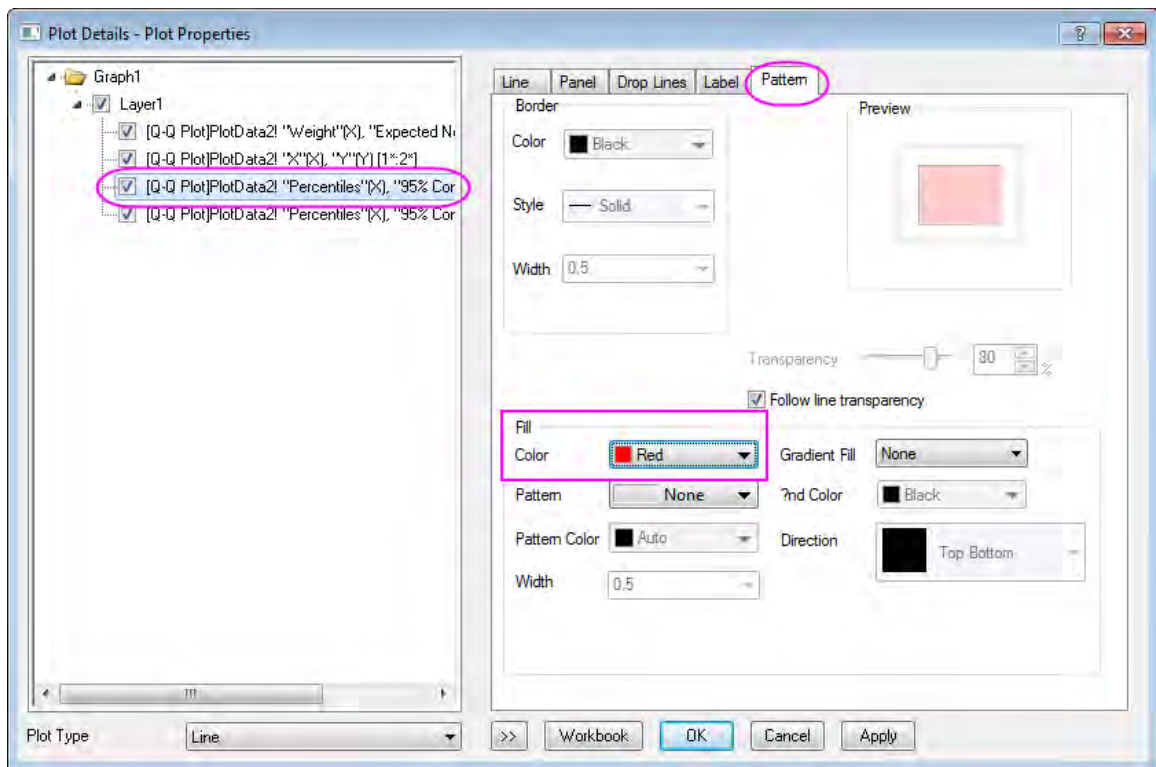 Plot Details - Plot Properties
Graph1
Layer1
[Q-Q Plot]PlotData2! "Weight"(X), "Expected N
[Q-Q Plot]PlotData2! "X"(X), "Y"(Y) [1*:2*]
[Q-Q Plot]PlotData2! "Percentiles"(X), "95% Cor
[Q-Q Plot]PlotData2! "Percentiles"(X), "95% Cor
Plot Type Line
Line Panel Drop Lines Label Pattern
Border
Color Black
Style Solid
Width 0.5
Preview
Transparency 80 %
Follow line transparency
Fill
Color Red
Pattern None
Pattern Color Auto
Width 0.5
Gradient Fill None
?nd Color Black
Direction Top Bottom
>> Workbook OK Cancel Apply